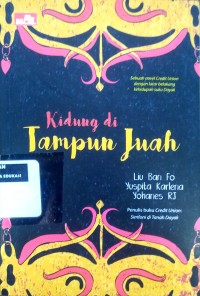 Sebuah novel Credit Union
dengan latar belakang
kehidupan suku Dayak
Kidung di
Tampun Juah
Liu Ban Fo
Yuspita Karlena
Yohanes RJ
Penulis buku Credit Union
Simfoni di Tanah Dayak